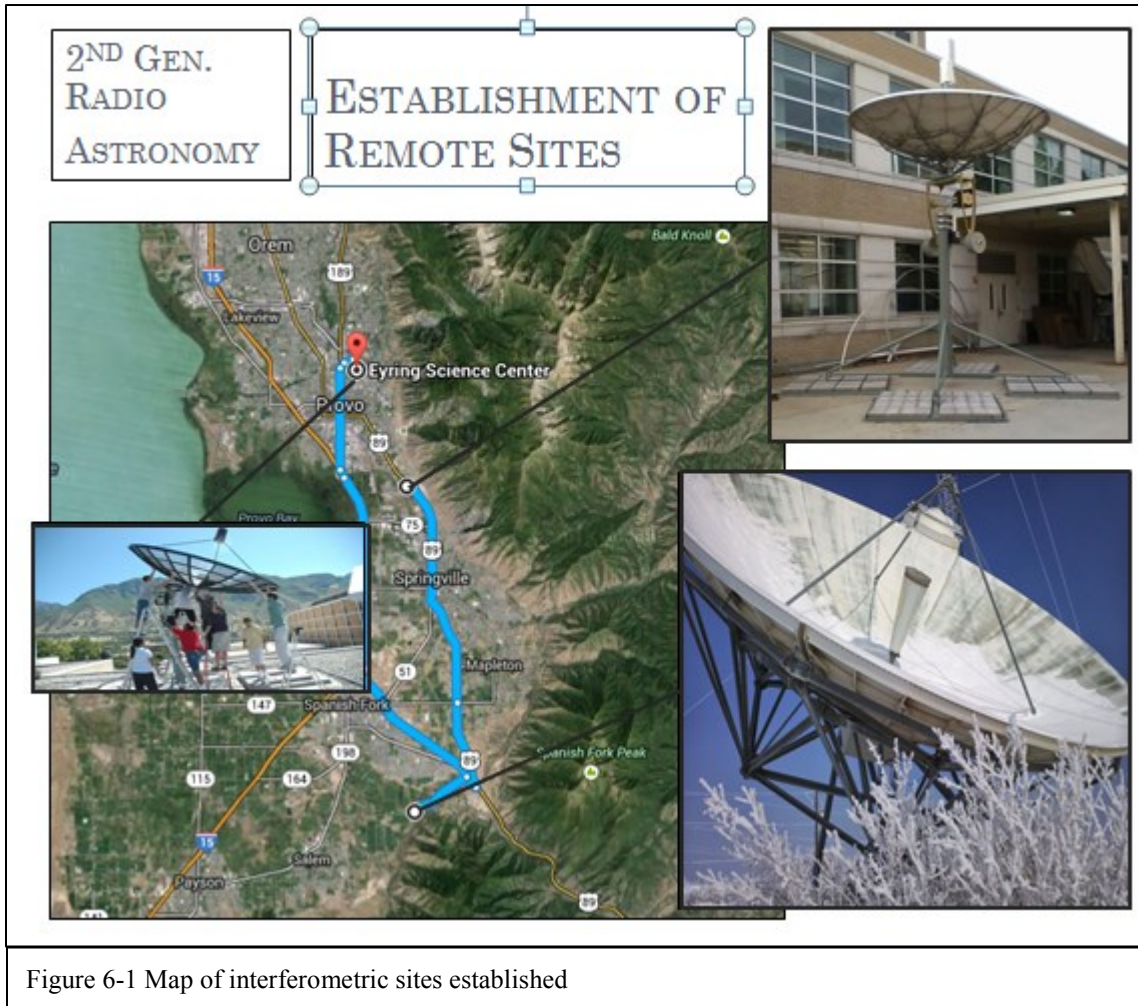 2ND GEN.
RADIO
ASTRONOMY
ESTABLISHMENT OF
REMOTE SITES
Bald Knoll
Orem
15
189
Lakeview
Eyring Science Center
Provo
89
Provo Bay
75
89
Springville
51
Mapleton
147
Spanish Fork
198
89
Spanish Fork Peak
115
164
15
Salem
Payson
89
Figure 6-1 Map of interferometric sites established